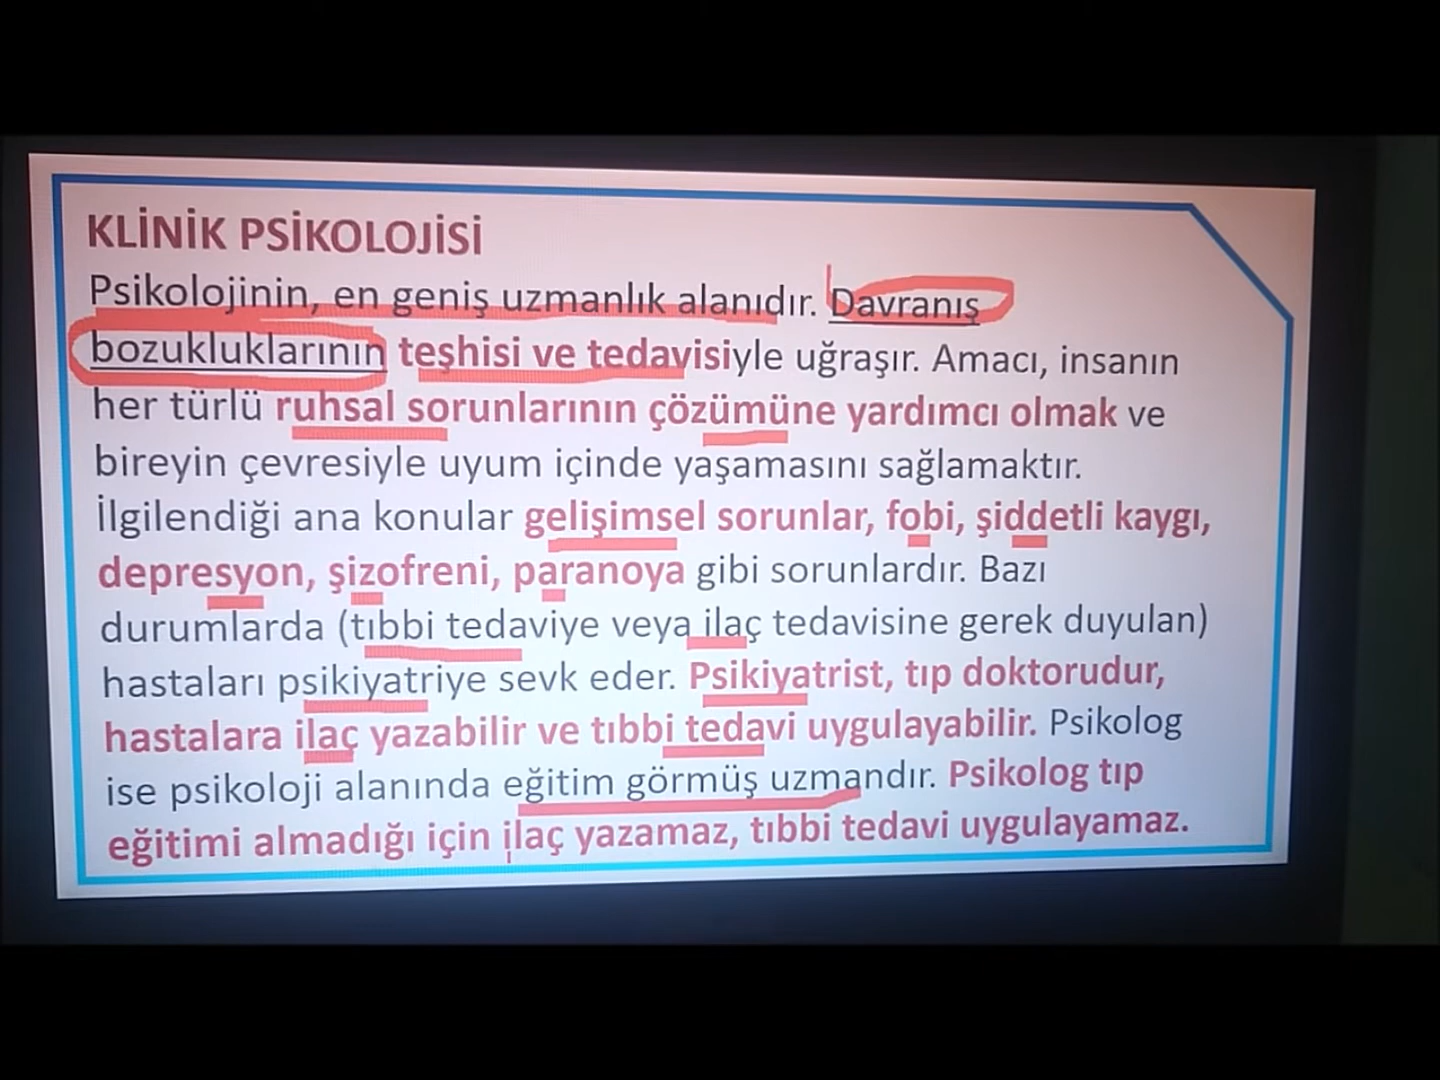 KLİNİK PSİKOLOJİSİ
Psikolojinin, en geniş uzmanlık alanıdır. Davranış
bozukluklarının teşhisi ve tedavisiyle uğraşır. Amacı, insanın
her türlü ruhsal sorunlarının çözümüne yardımcı olmak ve
bireyin çevresiyle uyum içinde yaşamasını sağlamaktır.
İlgilendiği ana konular gelişimsel sorunlar, fobi, şiddetli kaygı,
depresyon, şizofreni, paranoya gibi sorunlardır. Bazı
durumlarda (tıbbi tedaviye veya ilaç tedavisine gerek duyulan)
hastaları psikiyatriye sevk eder. Psikiyatrist, tıp doktorudur,
hastalara ilaç yazabilir ve tıbbi tedavi uygulayabilir. Psikolog
ise psikoloji alanında eğitim görmüş uzmandır. Psikolog tıp
eğitimi almadığı için ilaç yazamaz, tıbbi tedavi uygulayamaz.